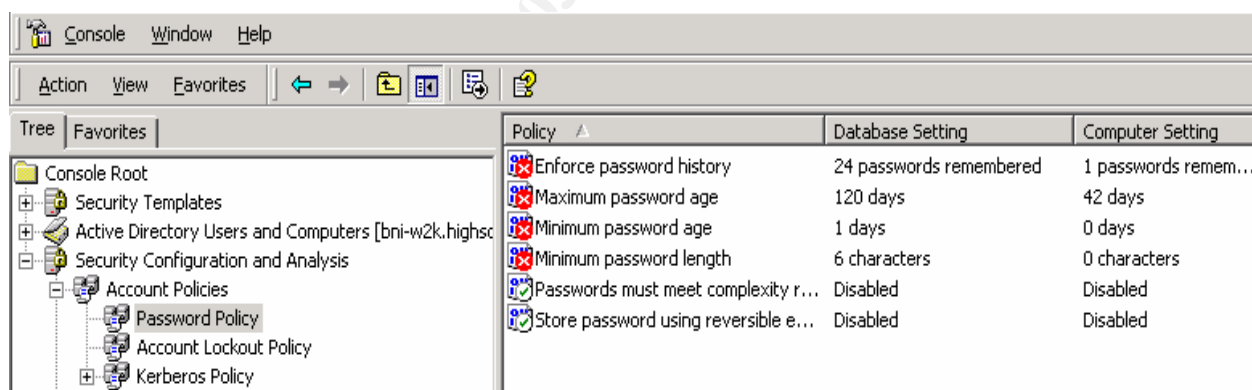 Console Window Help
Action View Favorites
Tree Favorites
Console Root
Security Templates
Active Directory Users and Computers [bni-w2k.highsc
Security Configuration and Analysis
Account Policies
Password Policy
Account Lockout Policy
Kerberos Policy
Policy Database Setting Computer Setting
Enforce password history 24 passwords remembered 1 passwords remem...
Maximum password age 120 days 42 days
Minimum password age 1 days 0 days
Minimum password length 6 characters 0 characters
Passwords must meet complexity r... Disabled Disabled
Store password using reversible e... Disabled Disabled